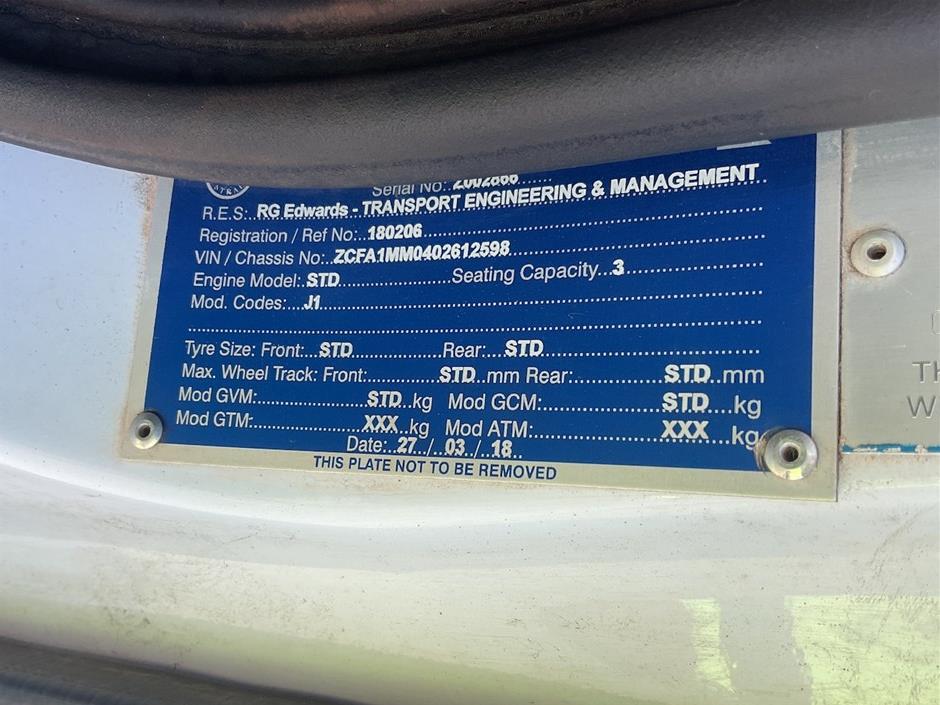 Serial No:..2002866......
R.E.S:..RG Edwards - TRANSPORT ENGINEERING & MANAGEMENT
Registration / Ref No:..180206
VIN / Chassis No:..ZCFA1MM0402612598
Engine Model:.STD......Seating Capacity..3
Mod. Codes:...J1
Tyre Size: Front:...STD......Rear:...STD
Max. Wheel Track: Front:......STD...mm Rear:......STD...mm
Mod GVM:......STD...kg Mod GCM:......STD...kg
Mod GTM:......XXX...kg Mod ATM:......XXX...kg
Date:..27../..03../..18..
THIS PLATE NOT TO BE REMOVED